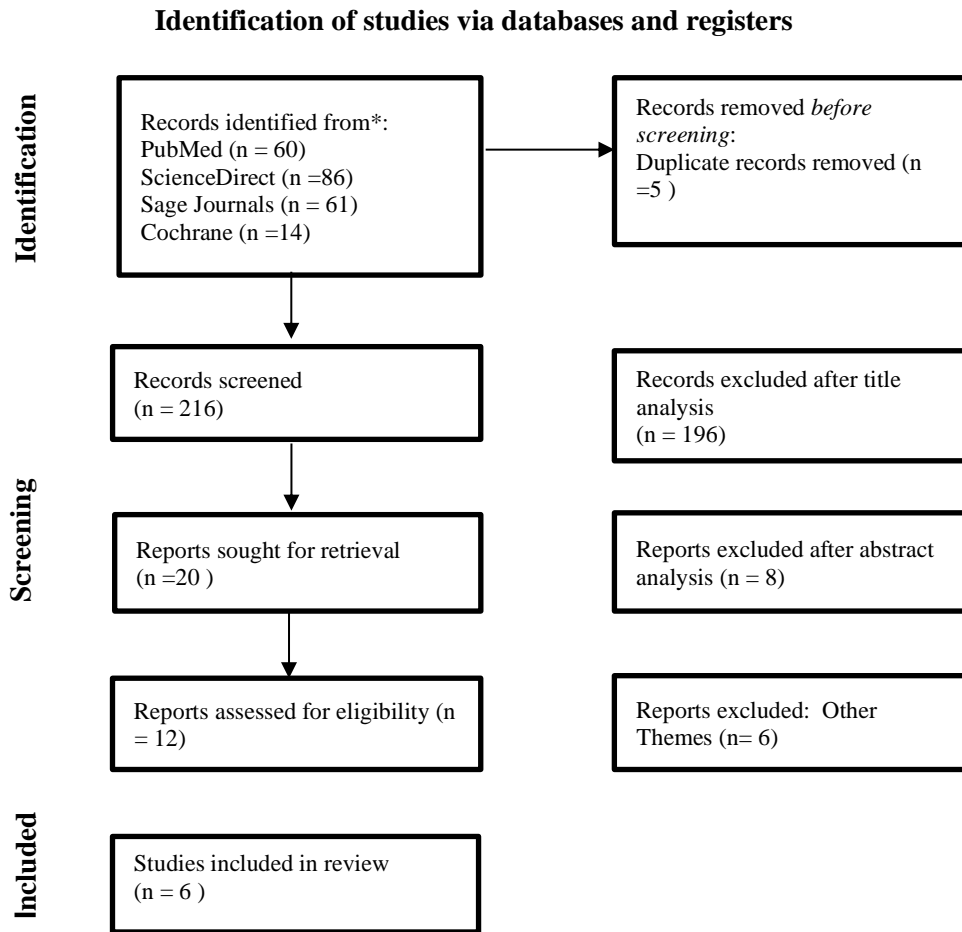 Identification of studies via databases and registers
Identification
Records identified from*:
PubMed (n = 60)
ScienceDirect (n =86)
Sage Journals (n = 61)
Cochrane (n =14)
Records removed before
screening:
Duplicate records removed (n
=5 )
Screening
Records screened
(n = 216)
Records excluded after title
analysis
(n = 196)
Reports sought for retrieval
(n =20 )
Reports excluded after abstract
analysis (n = 8)
Reports assessed for eligibility (n
= 12)
Reports excluded:  Other
Themes (n= 6)
Included
Studies included in review
(n = 6 )